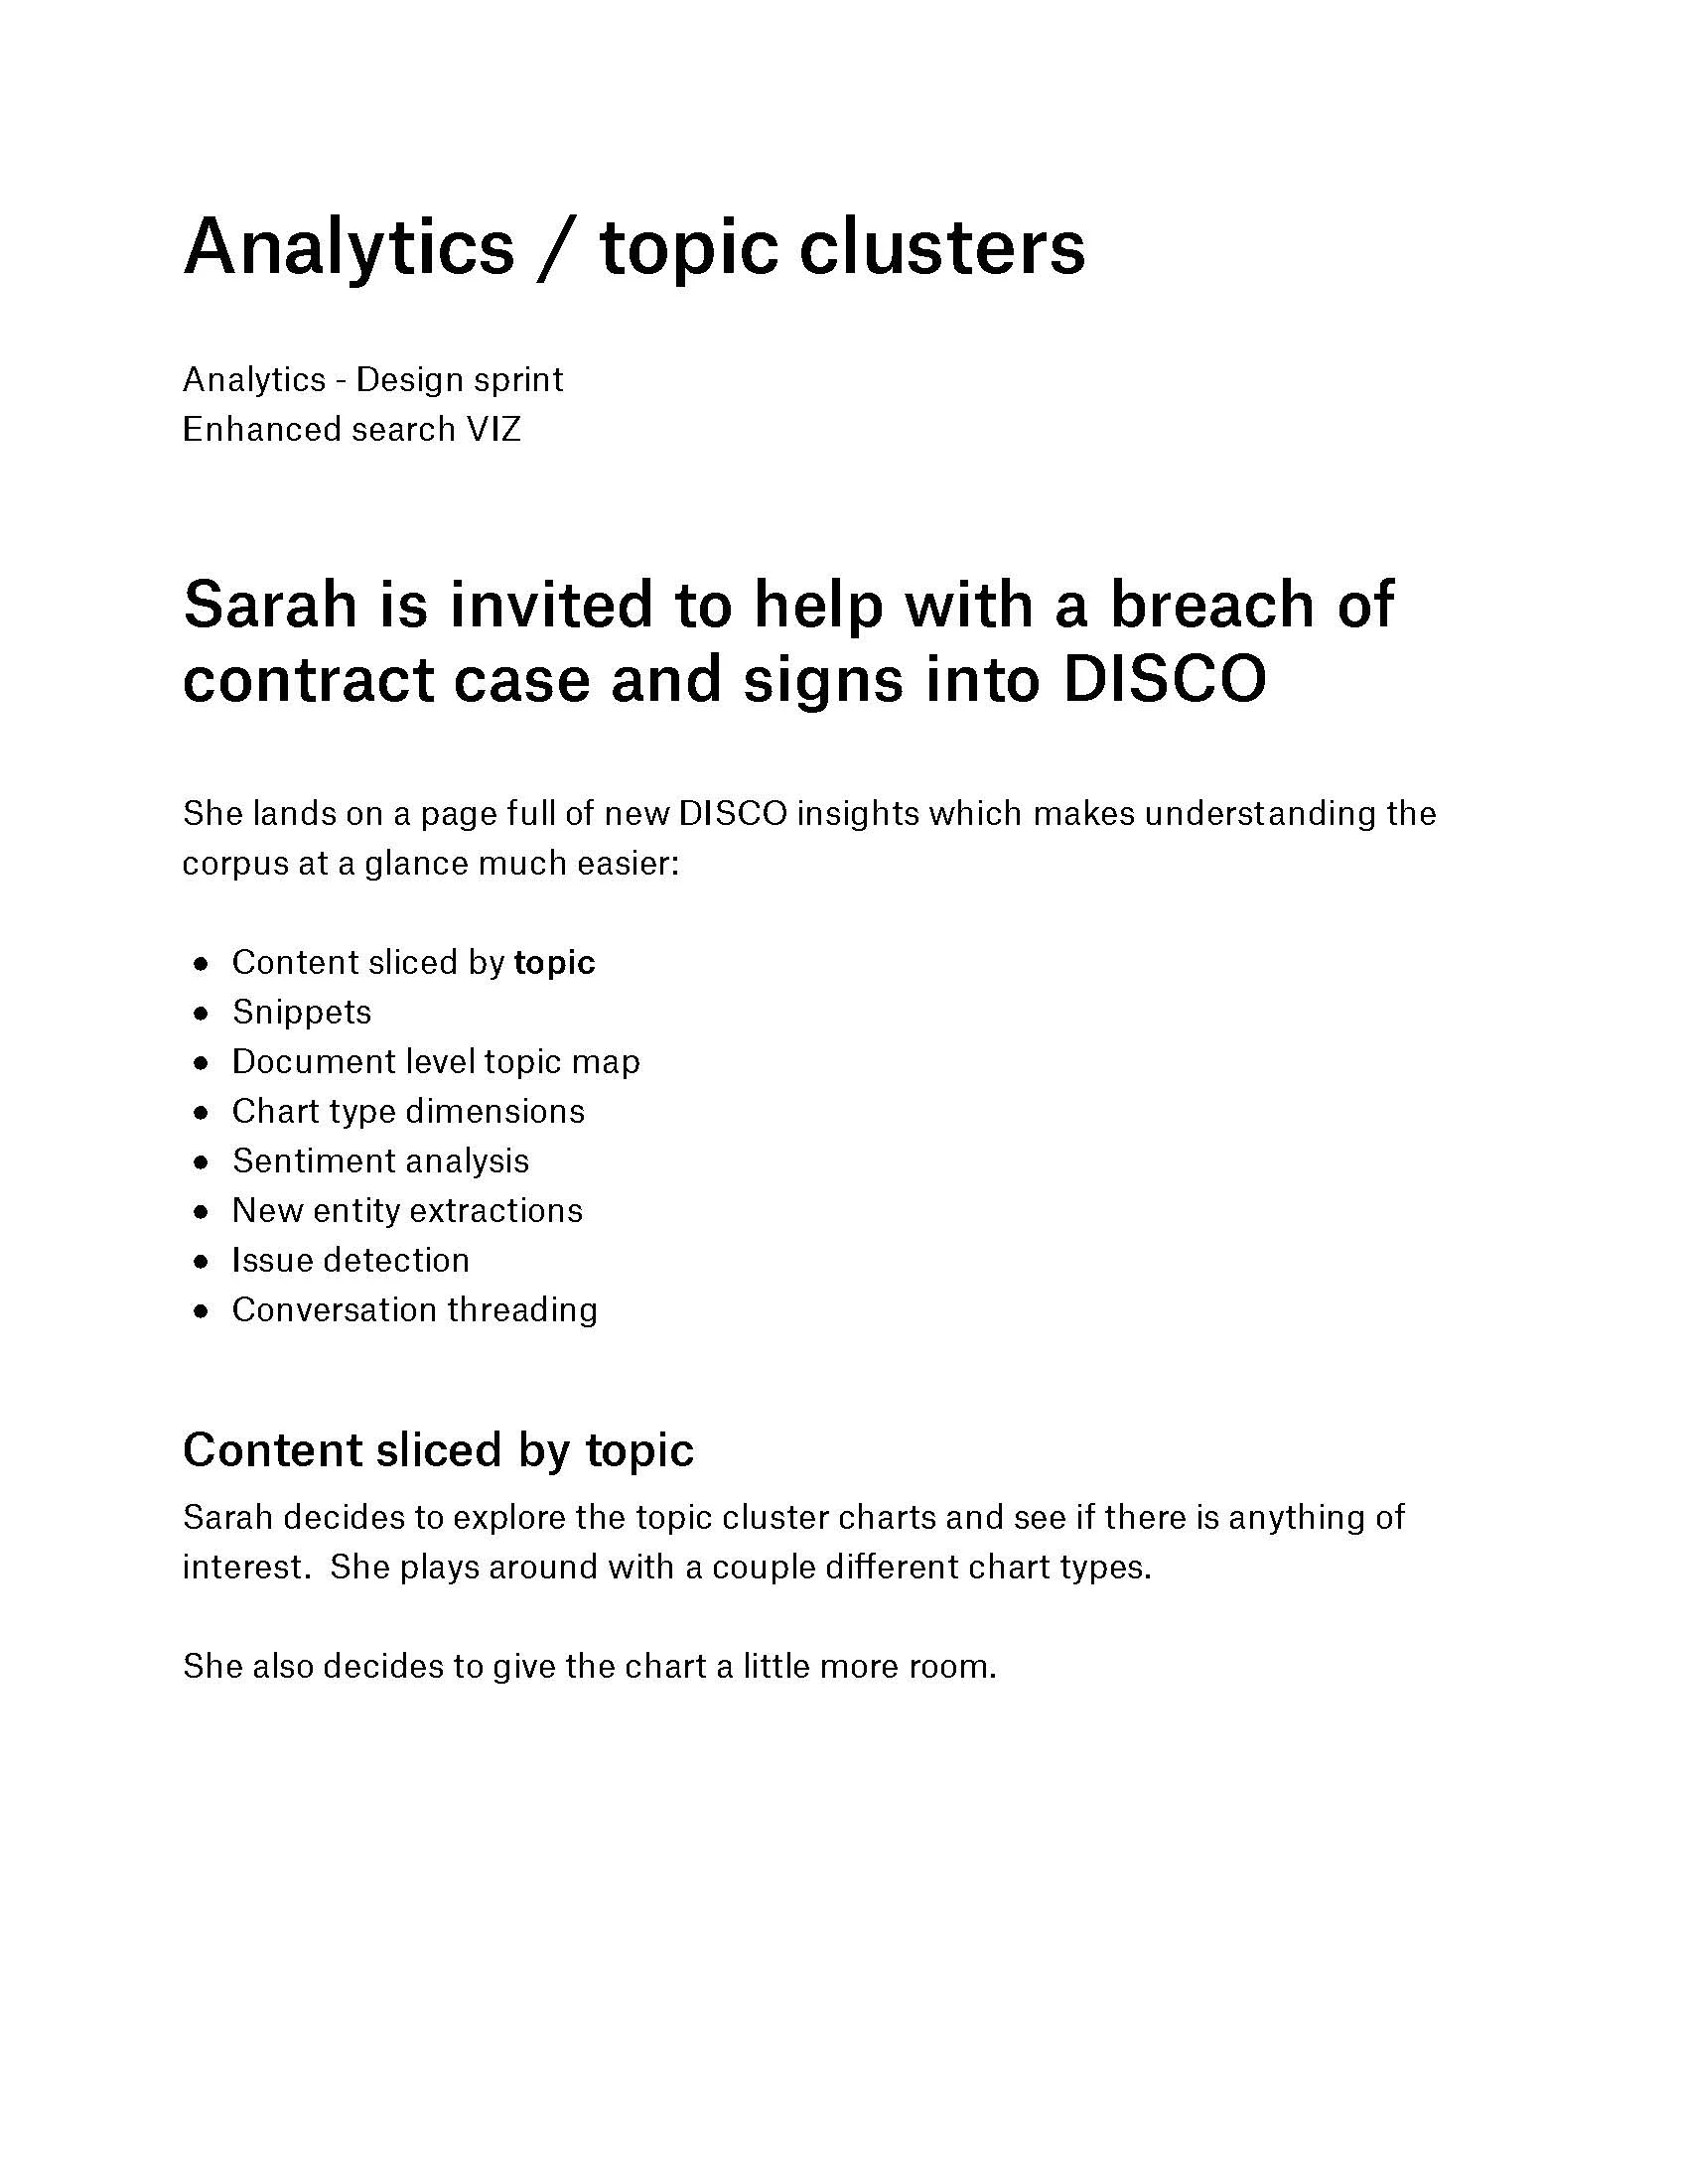 Analytics / topic clusters
Analytics - Design sprint
Enhanced search VIZ
Sarah is invited to help with a breach of
contract case and signs into DISCO
She lands on a page full of new DISCO insights which makes understanding the
corpus at a glance much easier:
● Content sliced by topic
● Snippets
● Document level topic map
● Chart type dimensions
● Sentiment analysis
● New entity extractions
● Issue detection
● Conversation threading
Content sliced by topic
Sarah decides to explore the topic cluster charts and see if there is anything of
interest.  She plays around with a couple different chart types.
She also decides to give the chart a little more room.